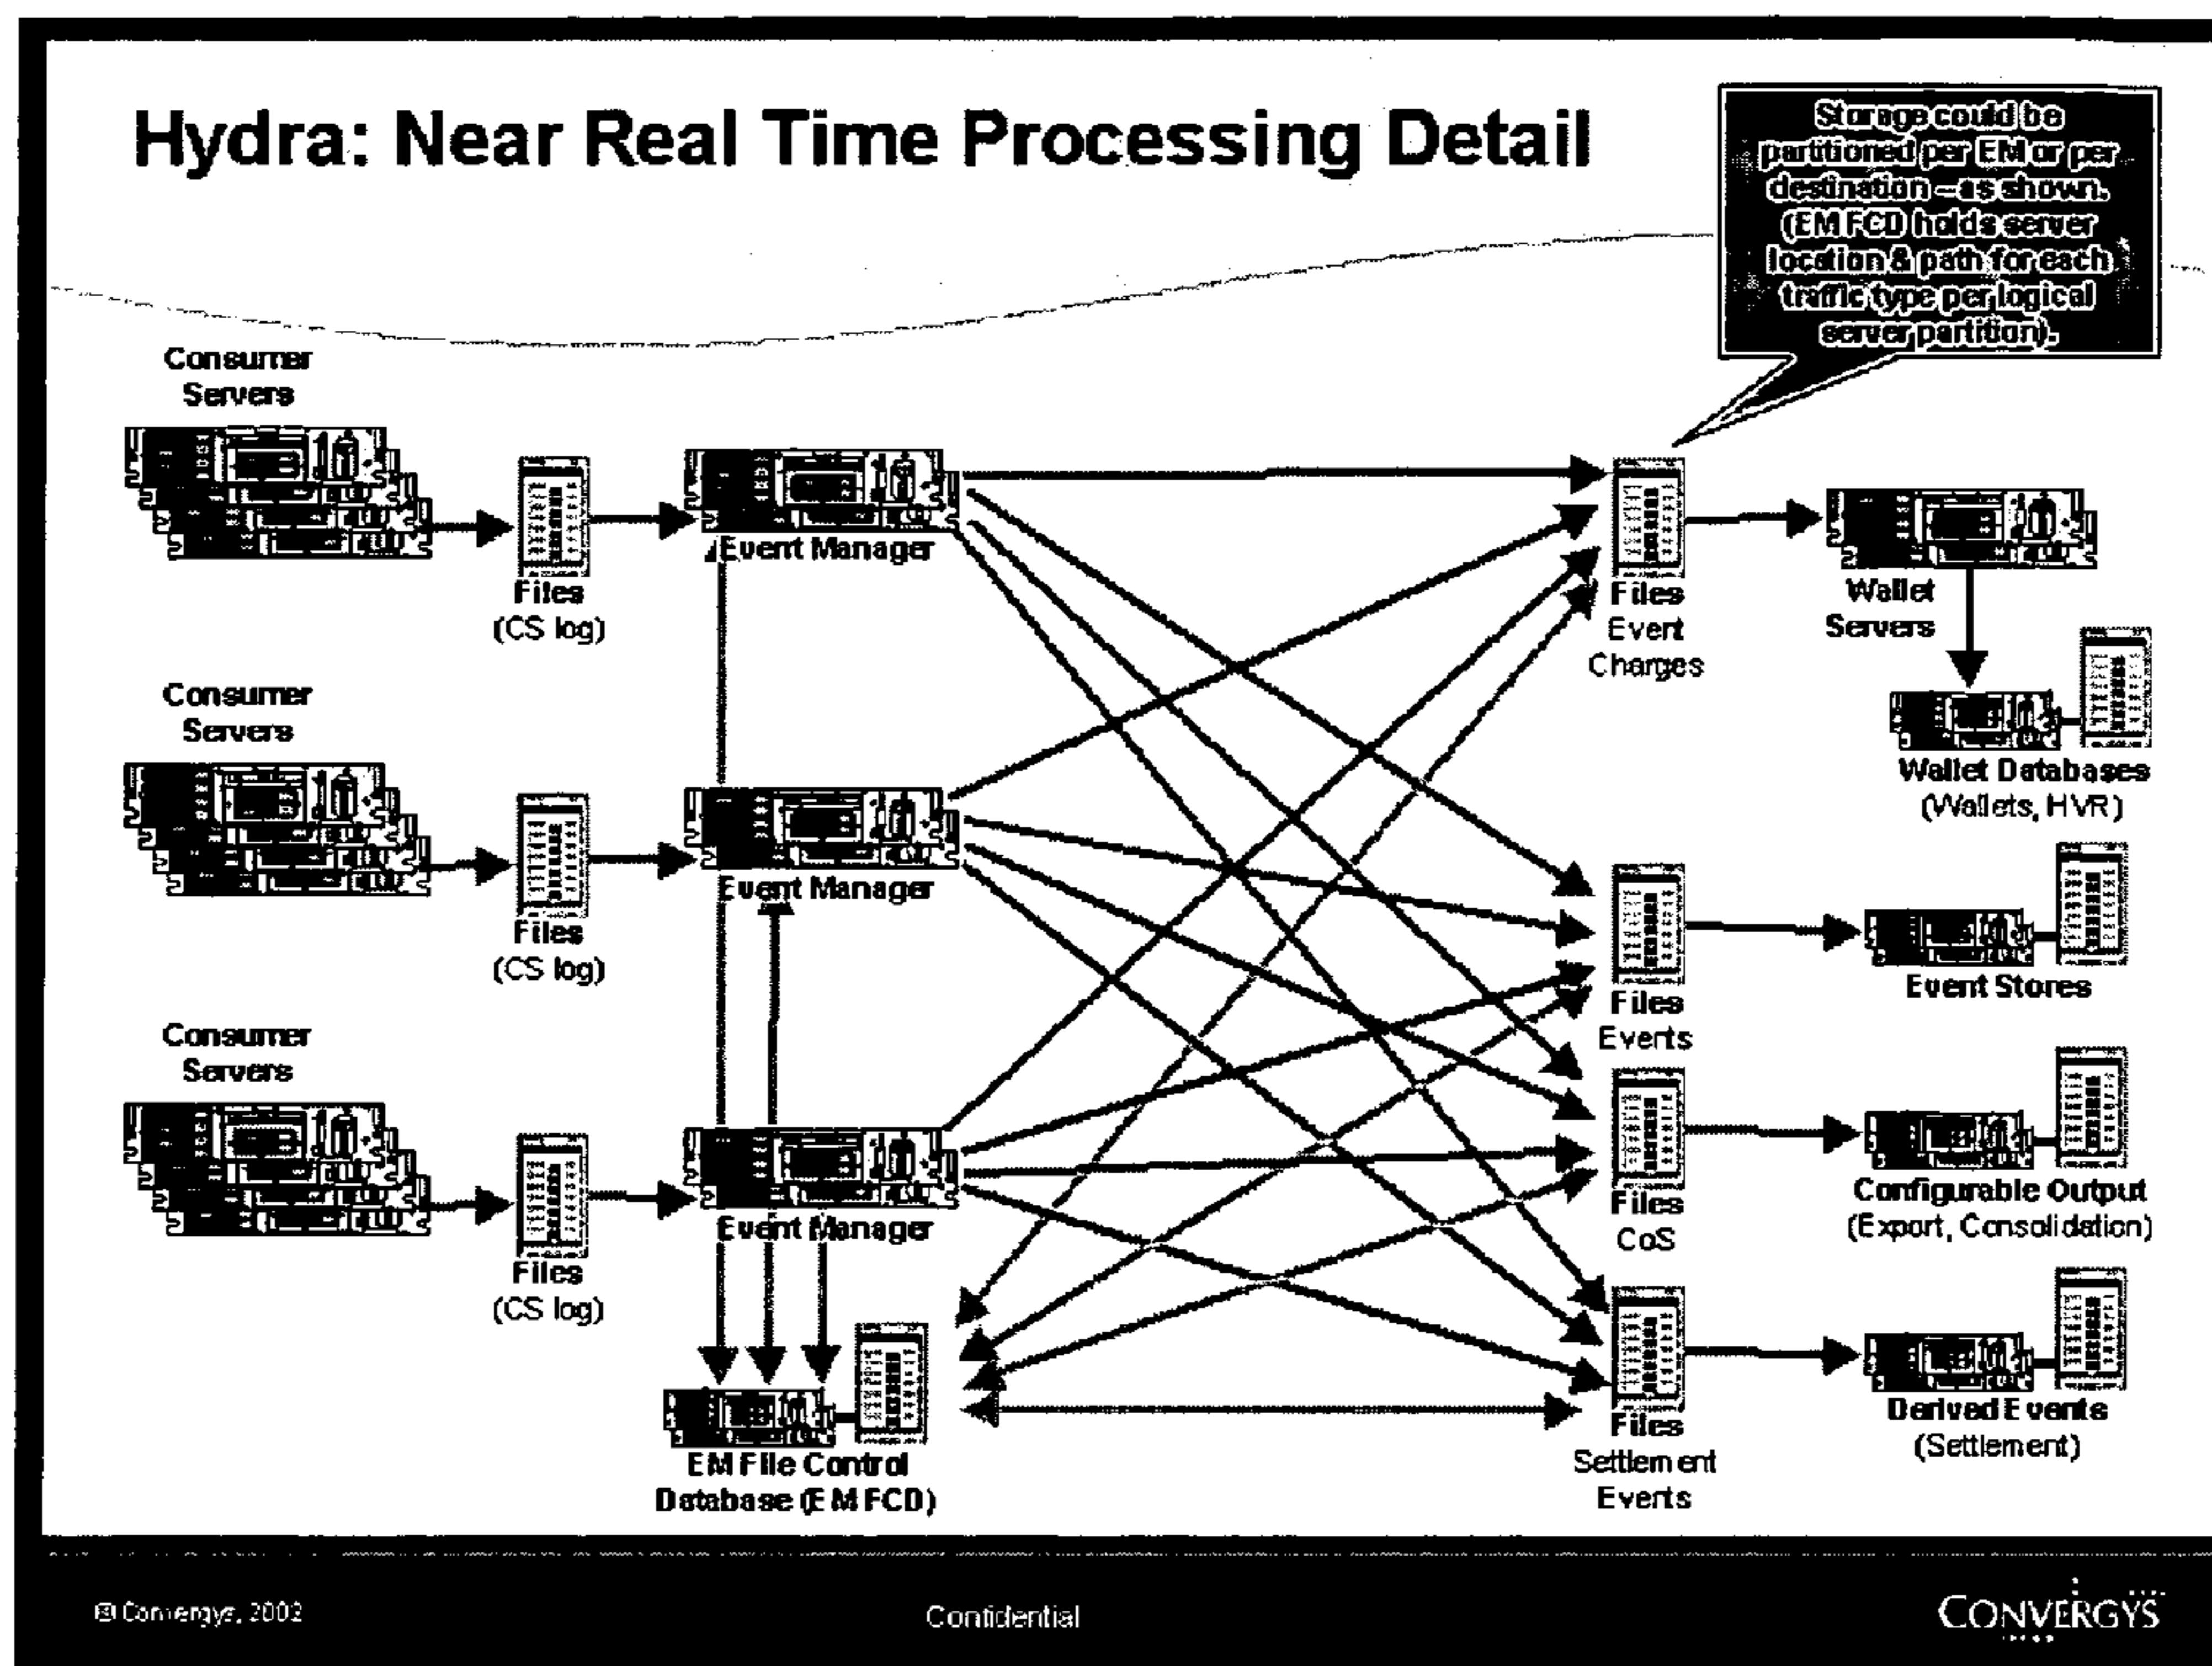 Hydra: Near Real Time Processing Detail
Storage could be
partitioned per EM or per
destination – as shown.
(EM FCD holds server
location & path for each
traffic type per logical
server partition).
Consumer
Servers
Files
(CS log)
Event Manager
Files
Event
Charges
Wallet
Servers
Wallet Databases
(Wallets, HVR)
Consumer
Servers
Files
(CS log)
Event Manager
Files
Events
Event Stores
Consumer
Servers
Files
(CS log)
Event Manager
Files
CoS
Configurable Output
(Export, Consolidation)
EM File Control
Database (EM FCD)
Files
Settlement
Events
Derived Events
(Settlement)
© Convergys, 2002
Confidential
CONVERGYS